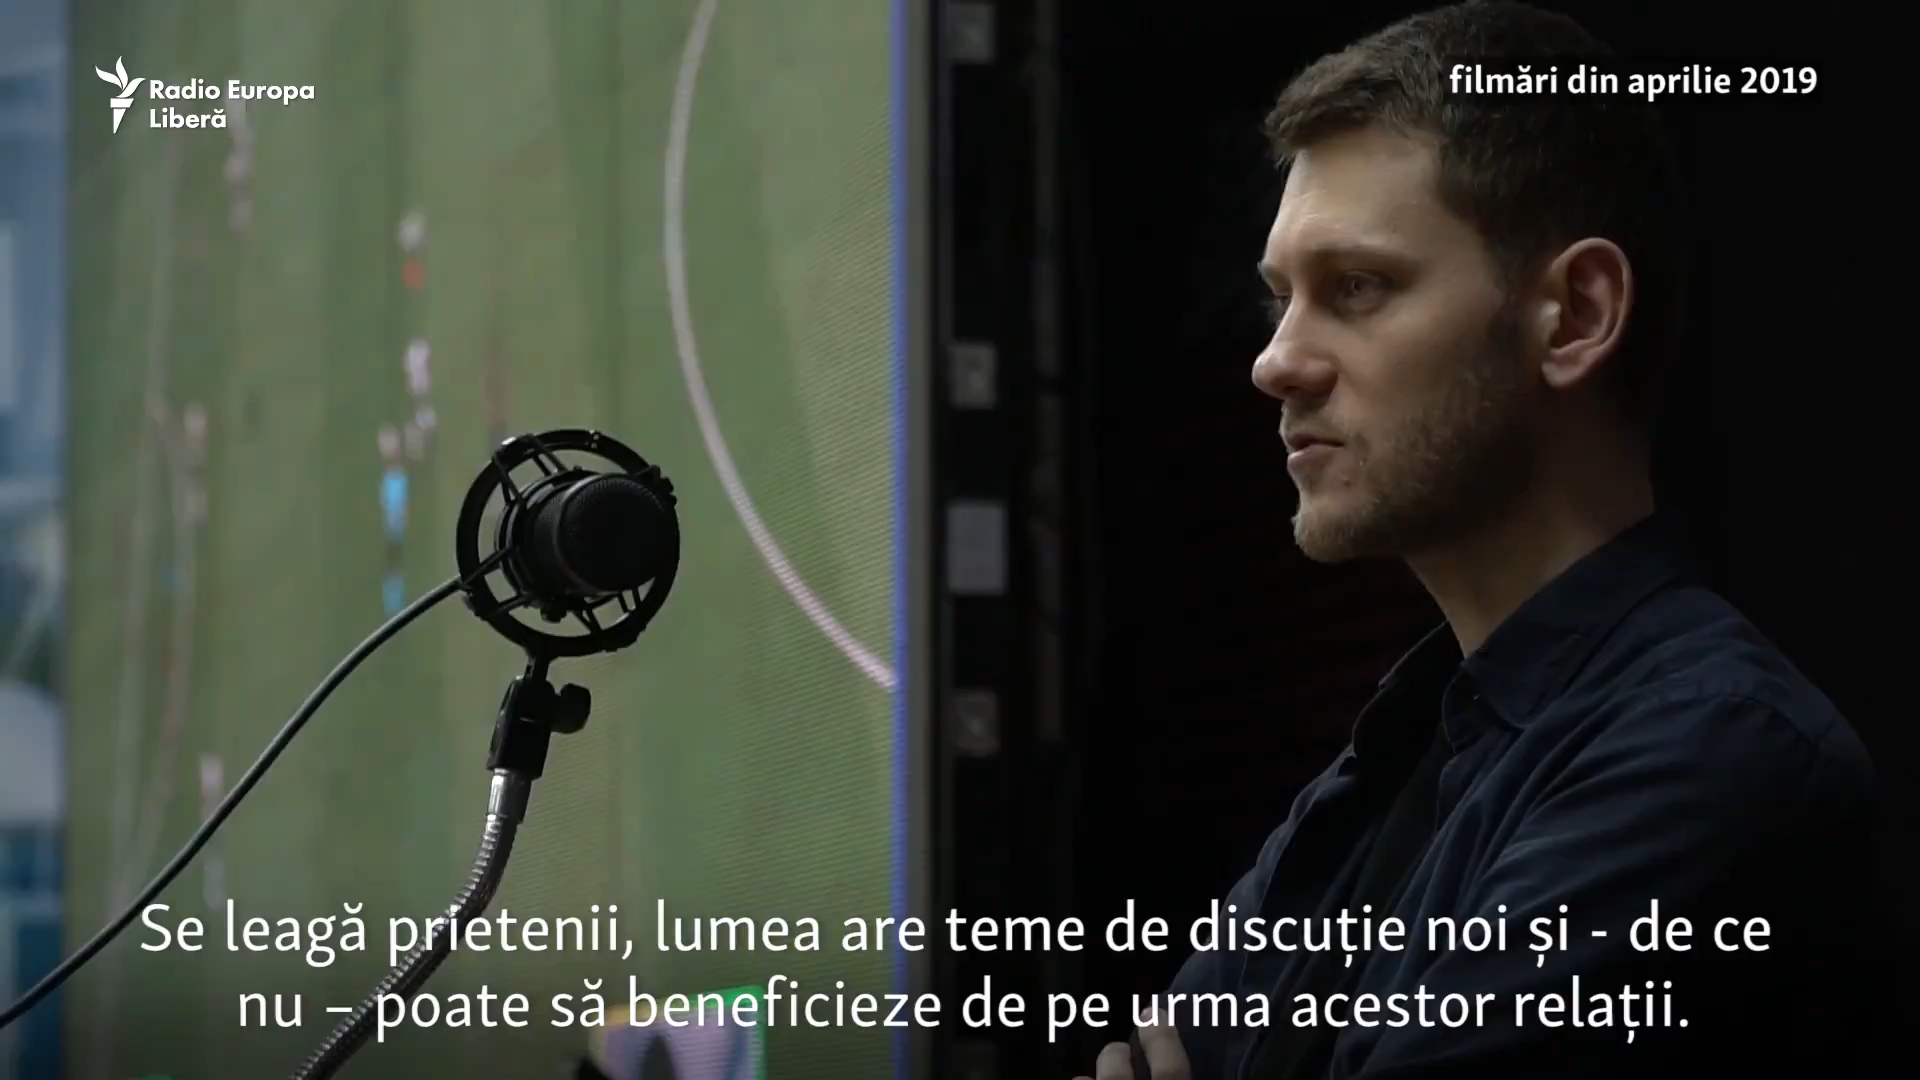 Radio Europa
Liberă
filmări din aprilie 2019
Se leagă prietenii, lumea are teme de discuție noi și - de ce
nu – poate să beneficieze de pe urma acestor relații.